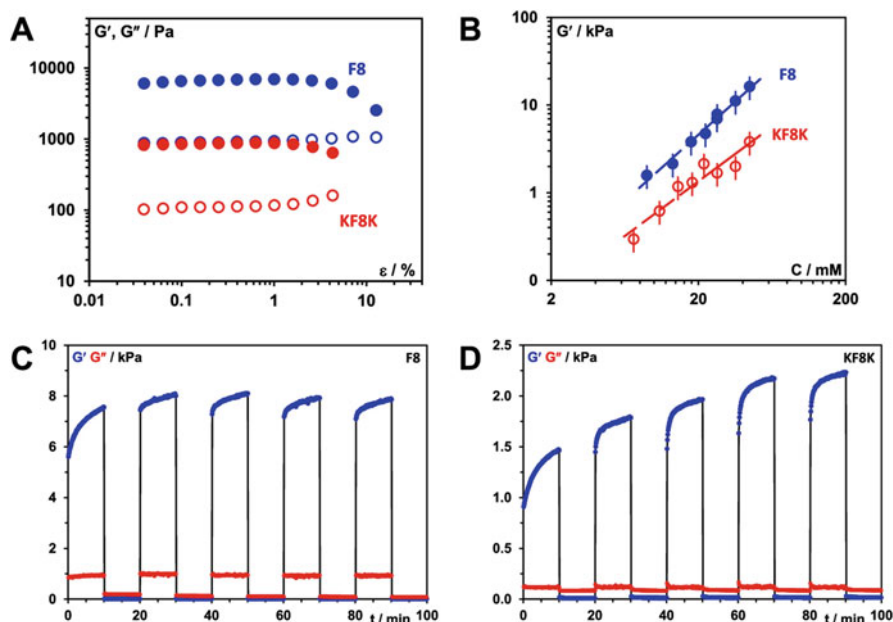 A
G′, G″ / Pa
10000
1000
100
10
0.01 0.1 1 10
ε / %
F8
KF8K
B
G′ / kPa
100
10
1
0
2 20 200
C / mM
F8
KF8K
C
G′ G″ / kPa
F8
10
8
6
4
2
0
0 20 40 60 80 100
t / min
D
G′ G″ / kPa
KF8K
2.5
2.0
1.5
1.0
0.5
0.0
0 20 40 60 80 100
t / min